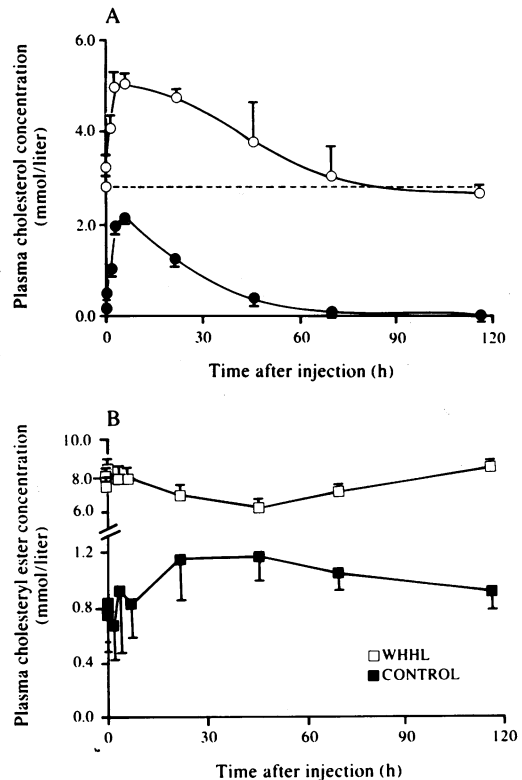 A
Plasma cholesterol concentration
(mmol/liter)
6.0
4.0
2.0
0.0
0
30
60
90
120
Time after injection (h)
B
Plasma cholesteryl ester concentration
(mmol/liter)
10.0
8.0
6.0
1.2
0.8
0.4
0.0
WHHL
CONTROL
0
30
60
90
120
Time after injection (h)